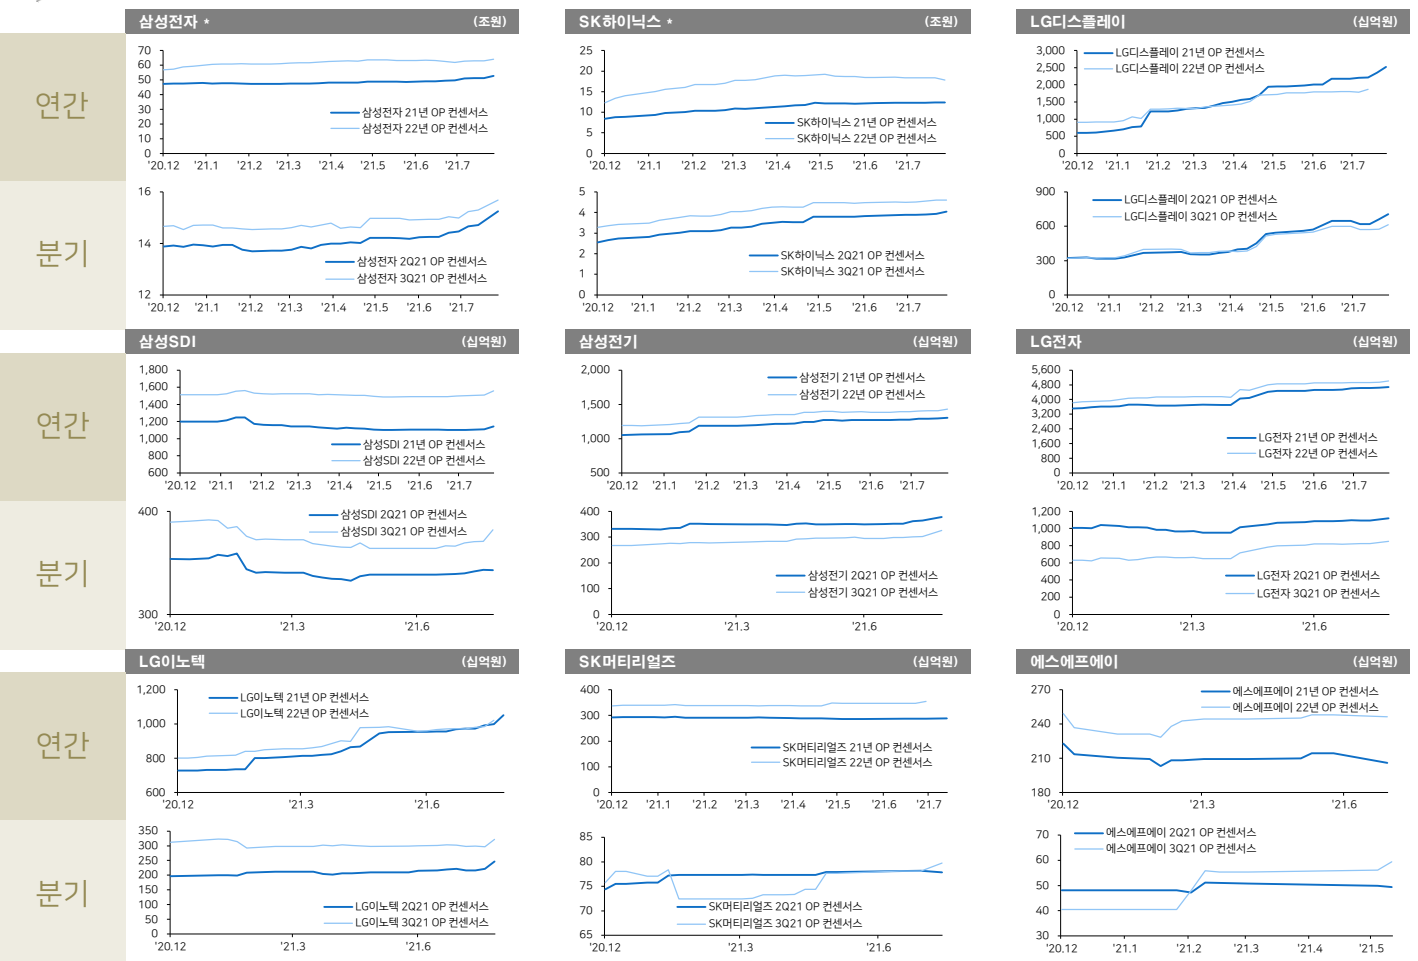 삼성전자 * (조원)
SK하이닉스 * (조원)
LG디스플레이 (십억원)
연간
70
60
50
40
30
20
10
0
삼성전자 21년 OP 컨센서스
삼성전자 22년 OP 컨센서스
'20.12 '21.1 '21.2 '21.3 '21.4 '21.5 '21.6 '21.7
25
20
15
10
5
0
SK하이닉스 21년 OP 컨센서스
SK하이닉스 22년 OP 컨센서스
'20.12 '21.1 '21.2 '21.3 '21.4 '21.5 '21.6 '21.7
3,000
2,500
2,000
1,500
1,000
500
0
LG디스플레이 21년 OP 컨센서스
LG디스플레이 22년 OP 컨센서스
'20.12 '21.1 '21.2 '21.3 '21.4 '21.5 '21.6 '21.7
분기
16
14
12
삼성전자 2Q21 OP 컨센서스
삼성전자 3Q21 OP 컨센서스
'20.12 '21.1 '21.2 '21.3 '21.4 '21.5 '21.6 '21.7
5
4
3
2
1
0
SK하이닉스 2Q21 OP 컨센서스
SK하이닉스 3Q21 OP 컨센서스
'20.12 '21.1 '21.2 '21.3 '21.4 '21.5 '21.6 '21.7
900
600
300
0
LG디스플레이 2Q21 OP 컨센서스
LG디스플레이 3Q21 OP 컨센서스
'20.12 '21.1 '21.2 '21.3 '21.4 '21.5 '21.6 '21.7
삼성SDI (십억원)
삼성전기 (십억원)
LG전자 (십억원)
연간
1,800
1,600
1,400
1,200
1,000
800
600
삼성SDI 21년 OP 컨센서스
삼성SDI 22년 OP 컨센서스
'20.12 '21.1 '21.2 '21.3 '21.4 '21.5 '21.6 '21.7
2,000
1,500
1,000
500
삼성전기 21년 OP 컨센서스
삼성전기 22년 OP 컨센서스
'20.12 '21.1 '21.2 '21.3 '21.4 '21.5 '21.6 '21.7
5,600
4,800
4,000
3,200
2,400
1,600
800
0
LG전자 21년 OP 컨센서스
LG전자 22년 OP 컨센서스
'20.12 '21.1 '21.2 '21.3 '21.4 '21.5 '21.6 '21.7
분기
400
300
삼성SDI 2Q21 OP 컨센서스
삼성SDI 3Q21 OP 컨센서스
'20.12 '21.3 '21.6
400
300
200
100
0
삼성전기 2Q21 OP 컨센서스
삼성전기 3Q21 OP 컨센서스
'20.12 '21.3 '21.6
1,200
1,000
800
600
400
200
0
LG전자 2Q21 OP 컨센서스
LG전자 3Q21 OP 컨센서스
'20.12 '21.3 '21.6
LG이노텍 (십억원)
SK머티리얼즈 (십억원)
에스에프에이 (십억원)
연간
1,200
1,000
800
600
LG이노텍 21년 OP 컨센서스
LG이노텍 22년 OP 컨센서스
'20.12 '21.3 '21.6
400
300
200
100
0
SK머티리얼즈 21년 OP 컨센서스
SK머티리얼즈 22년 OP 컨센서스
'20.12 '21.1 '21.2 '21.3 '21.4 '21.5 '21.6 '21.7
270
240
210
180
에스에프에이 21년 OP 컨센서스
에스에프에이 22년 OP 컨센서스
'20.12 '21.3 '21.6
분기
350
300
250
200
150
100
50
0
LG이노텍 2Q21 OP 컨센서스
LG이노텍 3Q21 OP 컨센서스
'20.12 '21.3 '21.6
85
80
75
70
65
SK머티리얼즈 2Q21 OP 컨센서스
SK머티리얼즈 3Q21 OP 컨센서스
'20.12 '21.3 '21.6
70
60
50
40
30
에스에프에이 2Q21 OP 컨센서스
에스에프에이 3Q21 OP 컨센서스
'20.12 '21.1 '21.2 '21.3 '21.4 '21.5